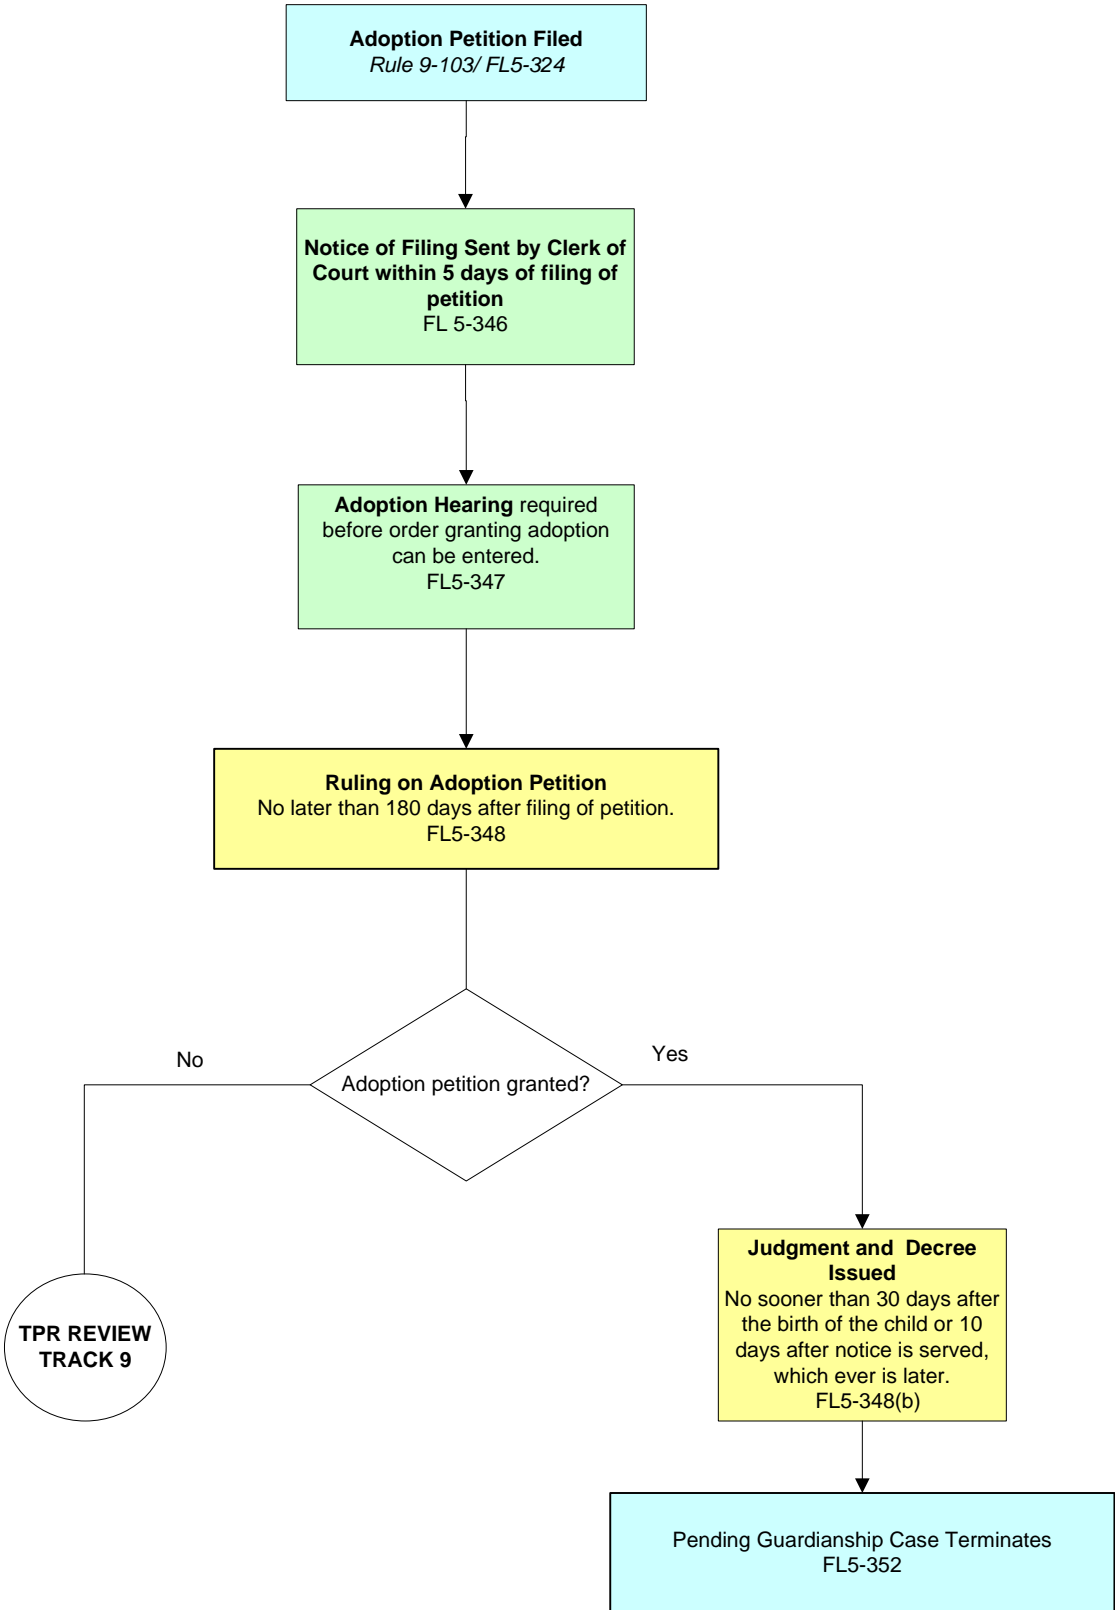 Adoption Petition Filed
Rule 9-103/ FL5-324
Notice of Filing Sent by Clerk of
Court within 5 days of filing of
petition
FL 5-346
Adoption Hearing required
before order granting adoption
can be entered.
FL5-347
Ruling on Adoption Petition
No later than 180 days after filing of petition.
FL5-348
Adoption petition granted?
No
Yes
TPR REVIEW
TRACK 9
Judgment and Decree
Issued
No sooner than 30 days after
the birth of the child or 10
days after notice is served,
which ever is later.
FL5-348(b)
Pending Guardianship Case Terminates
FL5-352